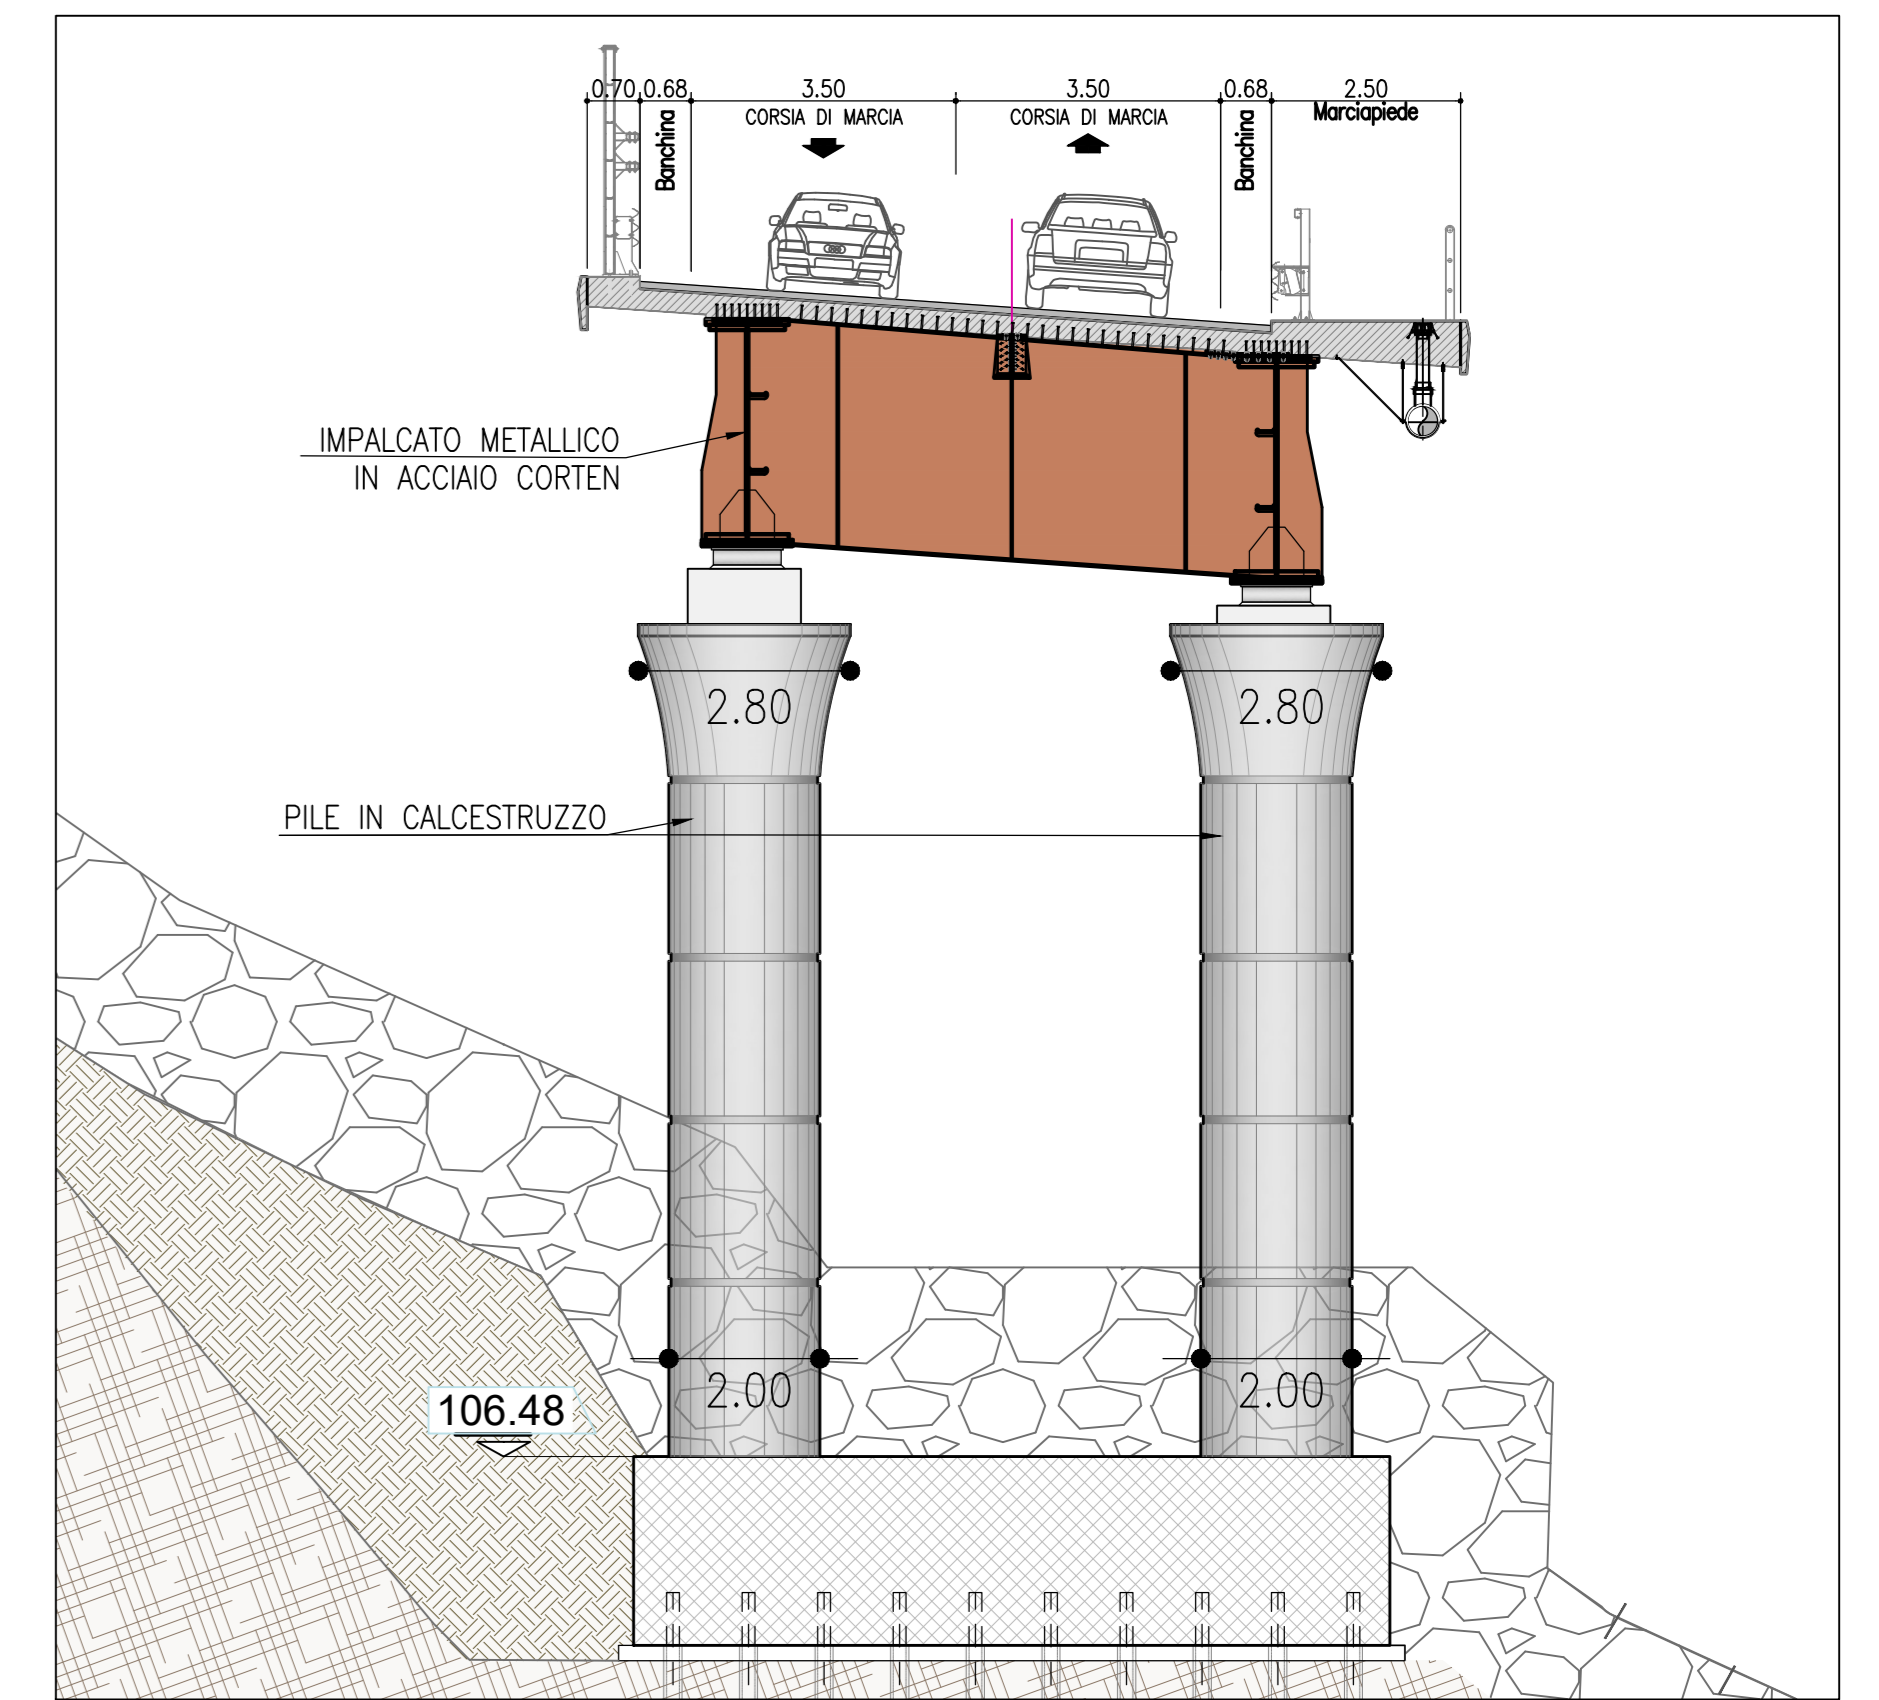 0.70 0.68 3.50 3.50 0.68 2.50
CORSIA DI MARCIA CORSIA DI MARCIA Marciapiede
Banchina Banchina
IMPALCATO METALLICO
IN ACCIAIO CORTEN
2.80 2.80
PILE IN CALCESTRUZZO
2.00 2.00
106.48